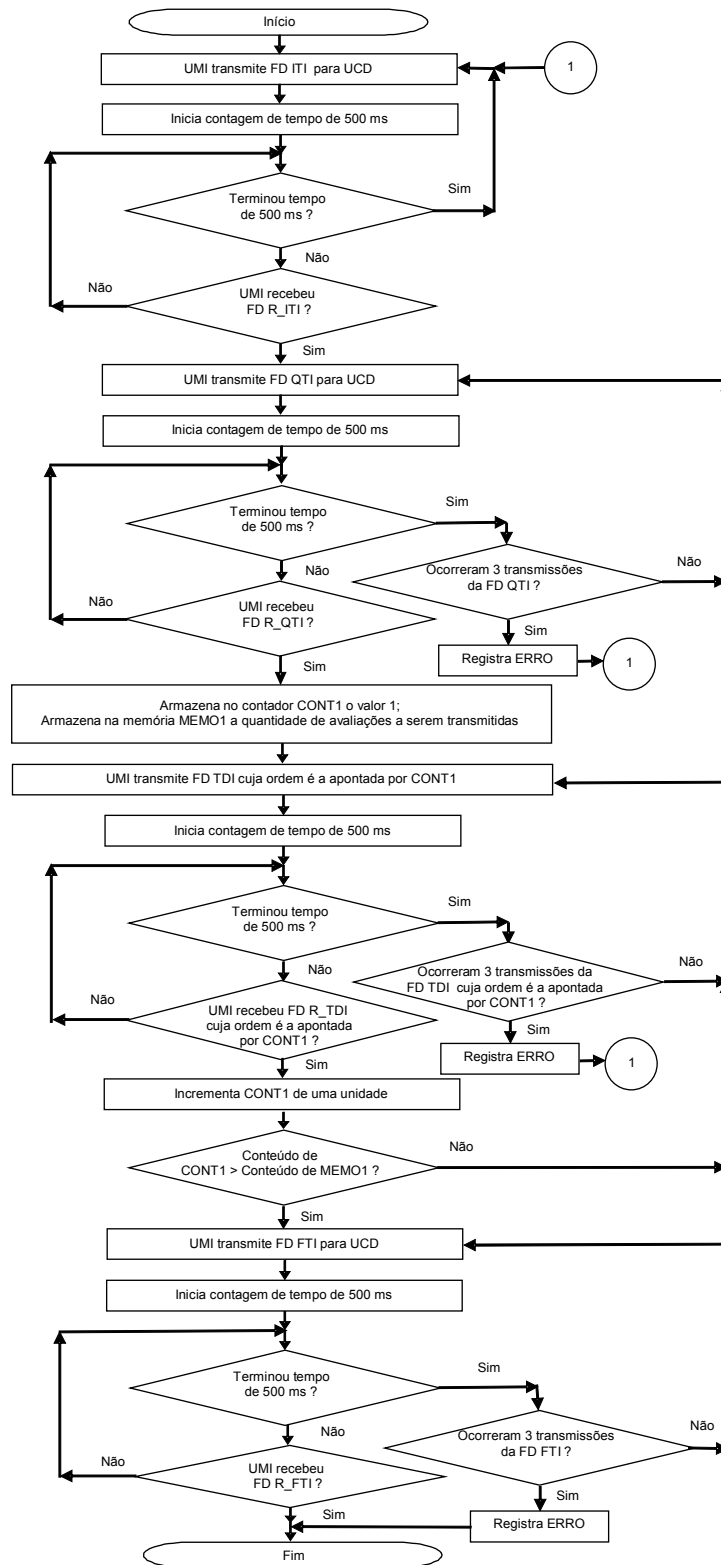 Início
UMI transmite FD ITI para UCD
1
Inicia contagem de tempo de 500 ms
Terminou tempo
de 500 ms ?
Sim
Não
Não
UMI recebeu
FD R_ITI ?
Sim
UMI transmite FD QTI para UCD
Inicia contagem de tempo de 500 ms
Terminou tempo
de 500 ms ?
Sim
Não
Ocorreram 3 transmissões
da FD QTI ?
Não
Não
UMI recebeu
FD R_QTI ?
Sim
Sim
Registra ERRO
1
Armazena no contador CONT1 o valor 1;
Armazena na memória MEMO1 a quantidade de avaliações a serem transmitidas
UMI transmite FD TDI cuja ordem é a apontada por CONT1
Inicia contagem de tempo de 500 ms
Terminou tempo
de 500 ms ?
Sim
Não
Ocorreram 3 transmissões da
FD TDI cuja ordem é a apontada
por CONT1 ?
Não
Não
UMI recebeu FD R_TDI
cuja ordem é a apontada
por CONT1 ?
Sim
Sim
Registra ERRO
1
Incrementa CONT1 de uma unidade
Conteúdo de
CONT1 > Conteúdo de MEMO1 ?
Não
Sim
UMI transmite FD FTI para UCD
Inicia contagem de tempo de 500 ms
Terminou tempo
de 500 ms ?
Sim
Não
Ocorreram 3 transmissões
da FD FTI ?
Não
Não
UMI recebeu
FD R_FTI ?
Sim
Sim
Registra ERRO
Fim